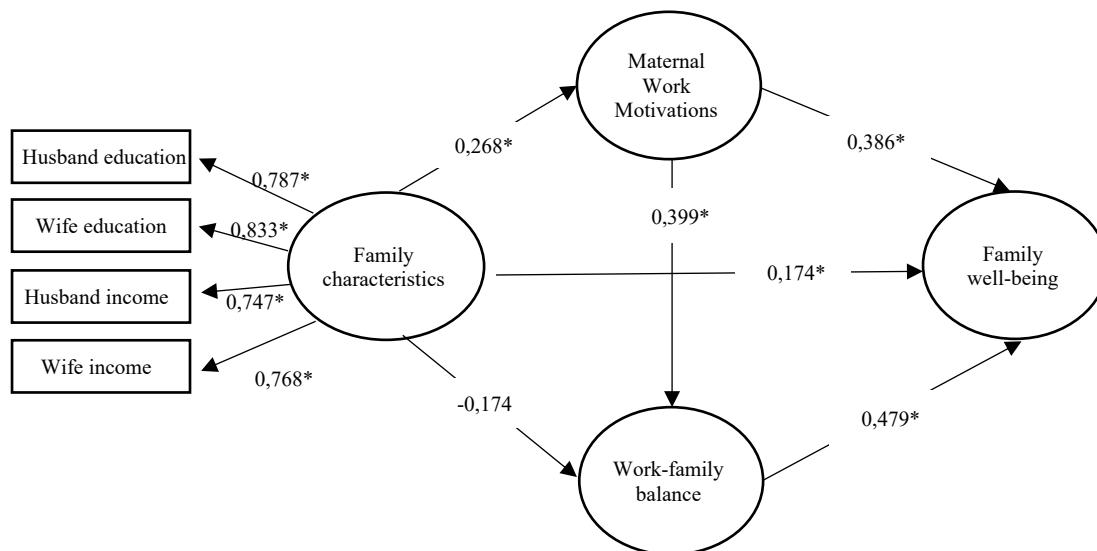 Maternal
Work
Motivations
0,268*
0,386*
Husband education
0,787*
0,399*
Wife education
0,833*
Family
characteristics
Family
well-being
0,174*
Husband income
0,747*
Wife income
0,768*
-0,174
0,479*
Work-family
balance